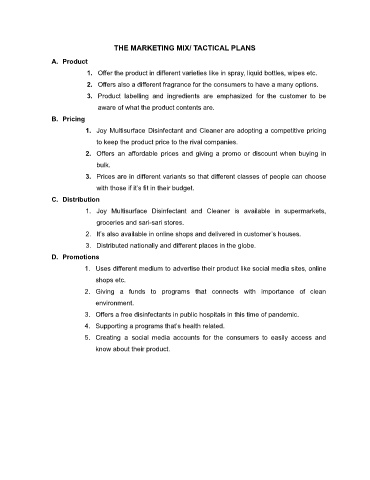 THE MARKETING MIX/ TACTICAL PLANS
A. Product
1. Offer the product in different varieties like in spray, liquid bottles, wipes etc.
2. Offers also a different fragrance for the consumers to have a many options.
3. Product labelling and ingredients are emphasized for the customer to be
aware of what the product contents are.
B. Pricing
1. Joy Multisurface Disinfectant and Cleaner are adopting a competitive pricing
to keep the product price to the rival companies.
2. Offers an affordable prices and giving a promo or discount when buying in
bulk.
3. Prices are in different variants so that different classes of people can choose
with those if it's fit in their budget.
C. Distribution
1. Joy Multisurface Disinfectant and Cleaner is available in supermarkets,
groceries and sari-sari stores.
2. It's also available in online shops and delivered in customer's houses.
3. Distributed nationally and different places in the globe.
D. Promotions
1. Uses different medium to advertise their product like social media sites, online
shops etc.
2. Giving a funds to programs that connects with importance of clean
environment.
3. Offers a free disinfectants in public hospitals in this time of pandemic.
4. Supporting a programs that's health related.
5. Creating a social media accounts for the consumers to easily access and
know about their product.